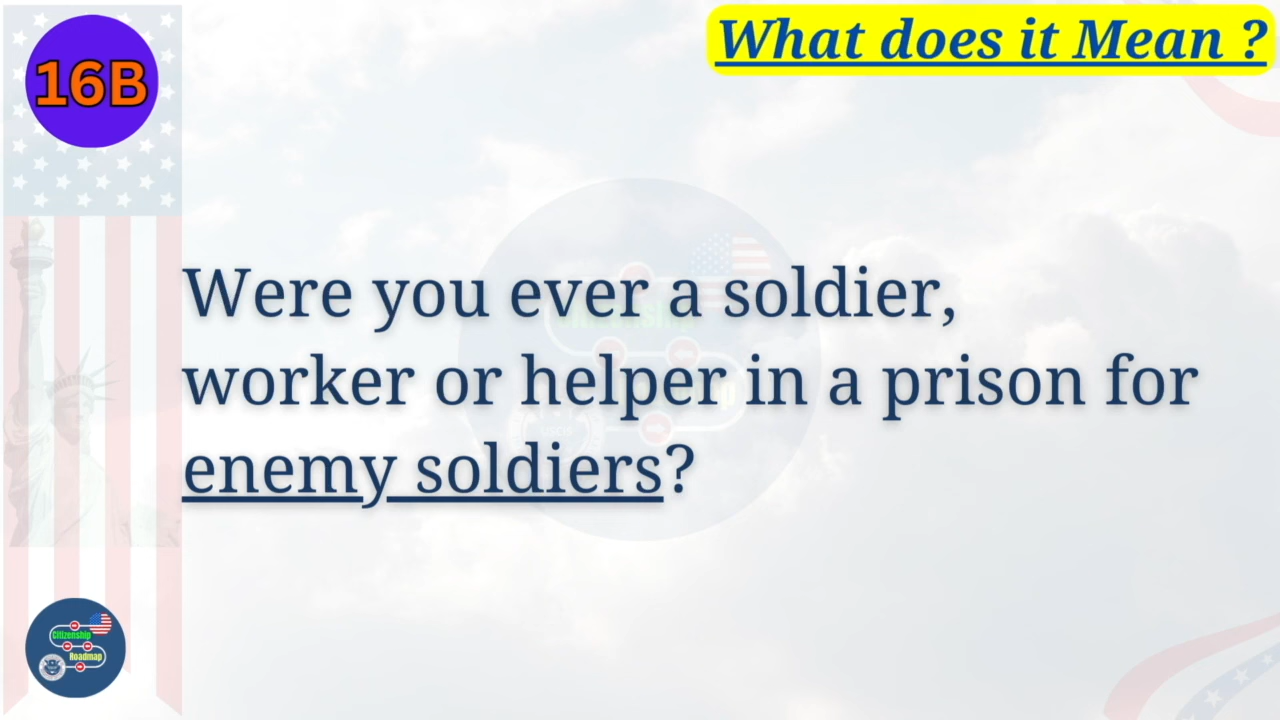 16B
What does it Mean ?
Were you ever a soldier,
worker or helper in a prison for
enemy soldiers?
Citizenship
Roadmap